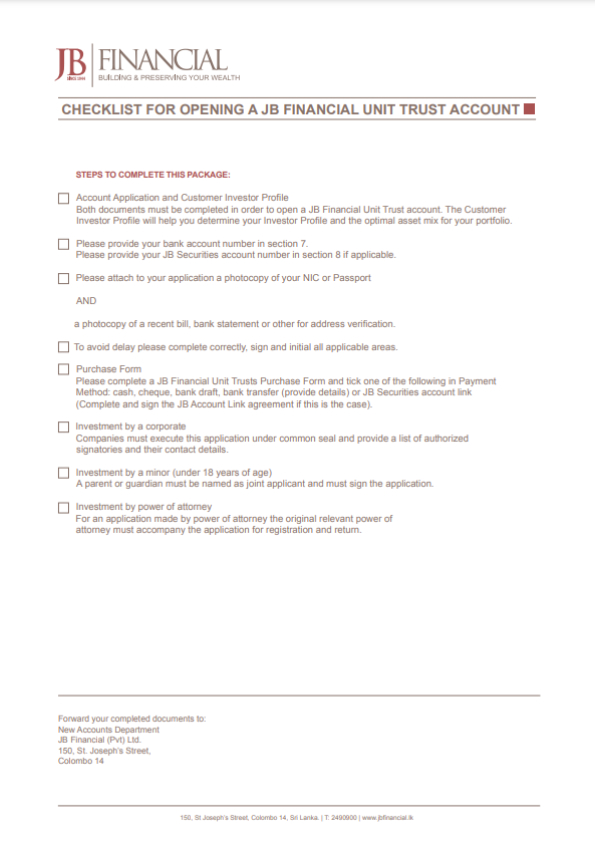 JB FINANCIAL
SINCE 1944
BUILDING & PRESERVING YOUR WEALTH
CHECKLIST FOR OPENING A JB FINANCIAL UNIT TRUST ACCOUNT
STEPS TO COMPLETE THIS PACKAGE:
Account Application and Customer Investor Profile
Both documents must be completed in order to open a JB Financial Unit Trust account. The Customer
Investor Profile will help you determine your Investor Profile and the optimal asset mix for your portfolio.
Please provide your bank account number in section 7.
Please provide your JB Securities account number in section 8 if applicable.
Please attach to your application a photocopy of your NIC or Passport
AND
a photocopy of a recent bill, bank statement or other for address verification.
To avoid delay please complete correctly, sign and initial all applicable areas.
Purchase Form
Please complete a JB Financial Unit Trusts Purchase Form and tick one of the following in Payment
Method: cash, cheque, bank draft, bank transfer (provide details) or JB Securities account link
(Complete and sign the JB Account Link agreement if this is the case).
Investment by a corporate
Companies must execute this application under common seal and provide a list of authorized
signatories and their contact details.
Investment by a minor (under 18 years of age)
A parent or guardian must be named as joint applicant and must sign the application.
Investment by power of attorney
For an application made by power of attorney the original relevant power of
attorney must accompany the application for registration and return.
Forward your completed documents to:
New Accounts Department
JB Financial (Pvt) Ltd.
150, St. Joseph's Street,
Colombo 14
150, St Joseph's Street, Colombo 14, Sri Lanka. | T: 2490900 | www.jbfinancial.lk